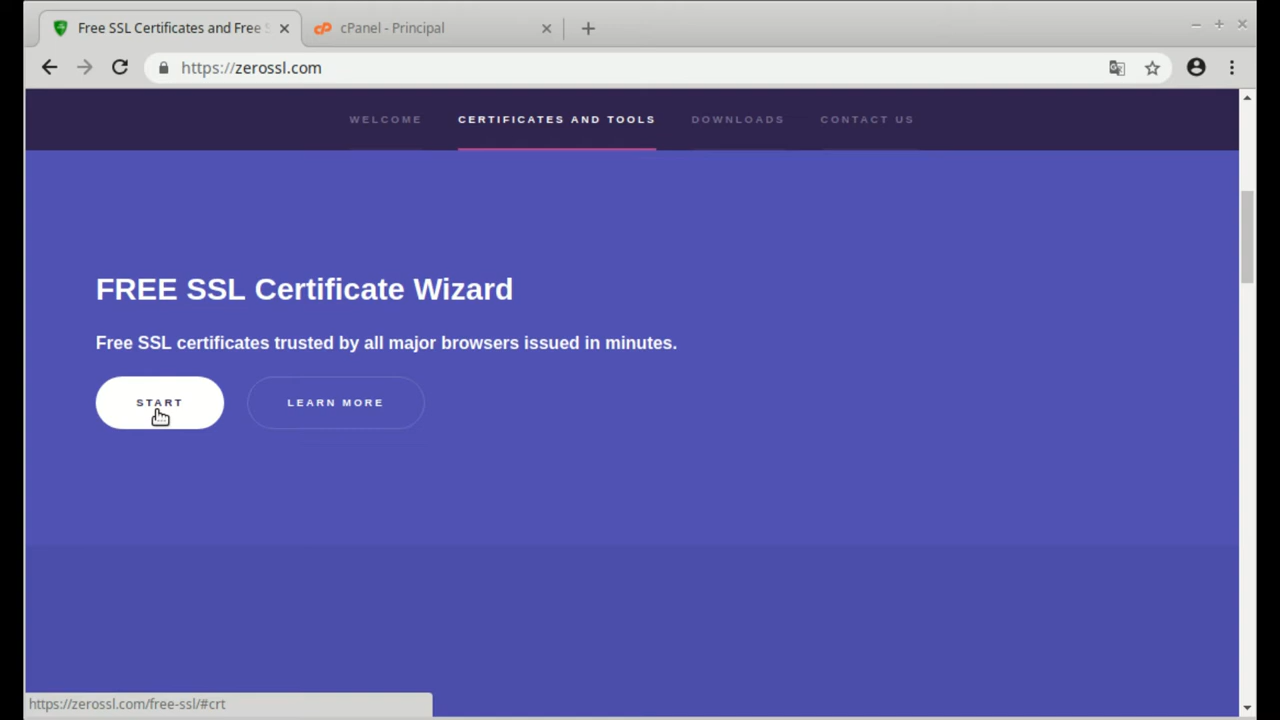 Free SSL Certificates and Free S
cPanel - Principal
https://zerossl.com
WELCOME
CERTIFICATES AND TOOLS
DOWNLOADS
CONTACT US
FREE SSL Certificate Wizard
Free SSL certificates trusted by all major browsers issued in minutes.
START
LEARN MORE
https://zerossl.com/free-ssl/#crt